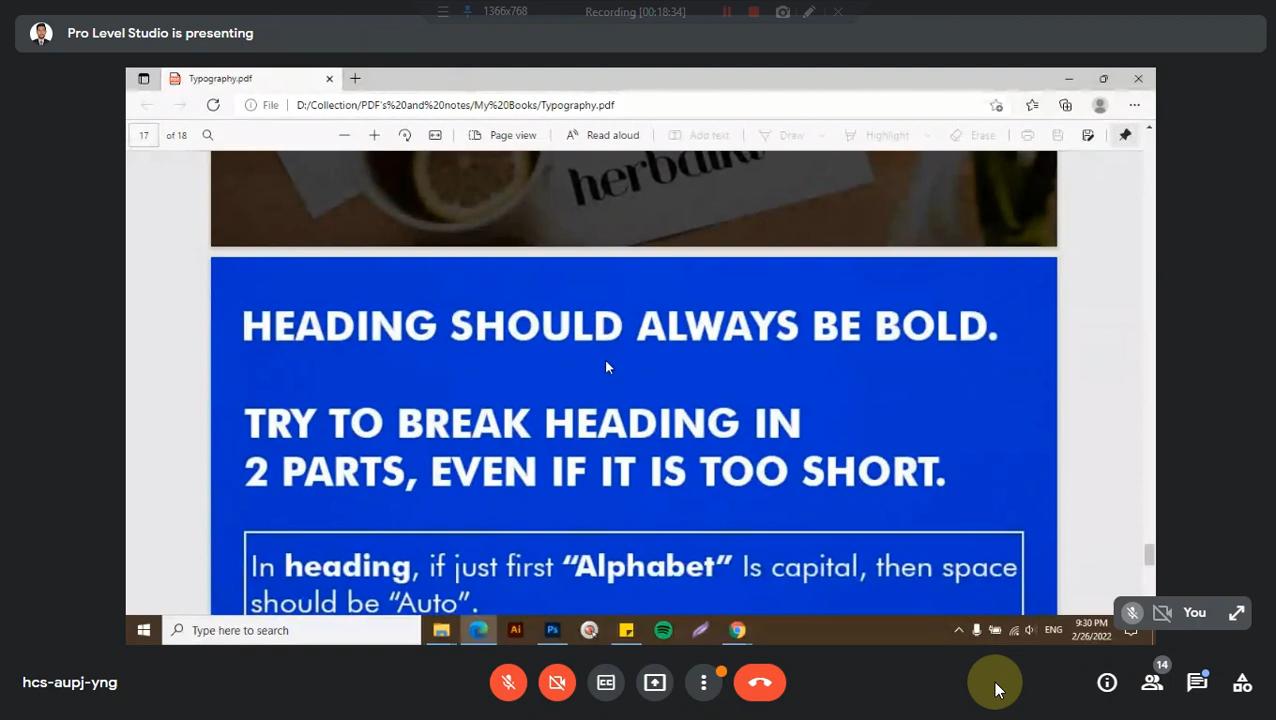 1366x768
Recording [00:18:34]
Pro Level Studio is presenting
Typography.pdf
File
D:/Collection/PDF's%20and%20notes/My%20Books/Typography.pdf
17 of 18
Page view
Read aloud
Add text
Draw
Highlight
Erase
HEADING SHOULD ALWAYS BE BOLD.
TRY TO BREAK HEADING IN
2 PARTS, EVEN IF IT IS TOO SHORT.
In heading, if just first “Alphabet” Is capital, then space
should be “Auto”.
You
Type here to search
Ai
Ps
ENG
9:30 PM
2/26/2022
hcs-aupj-yng
CC
14